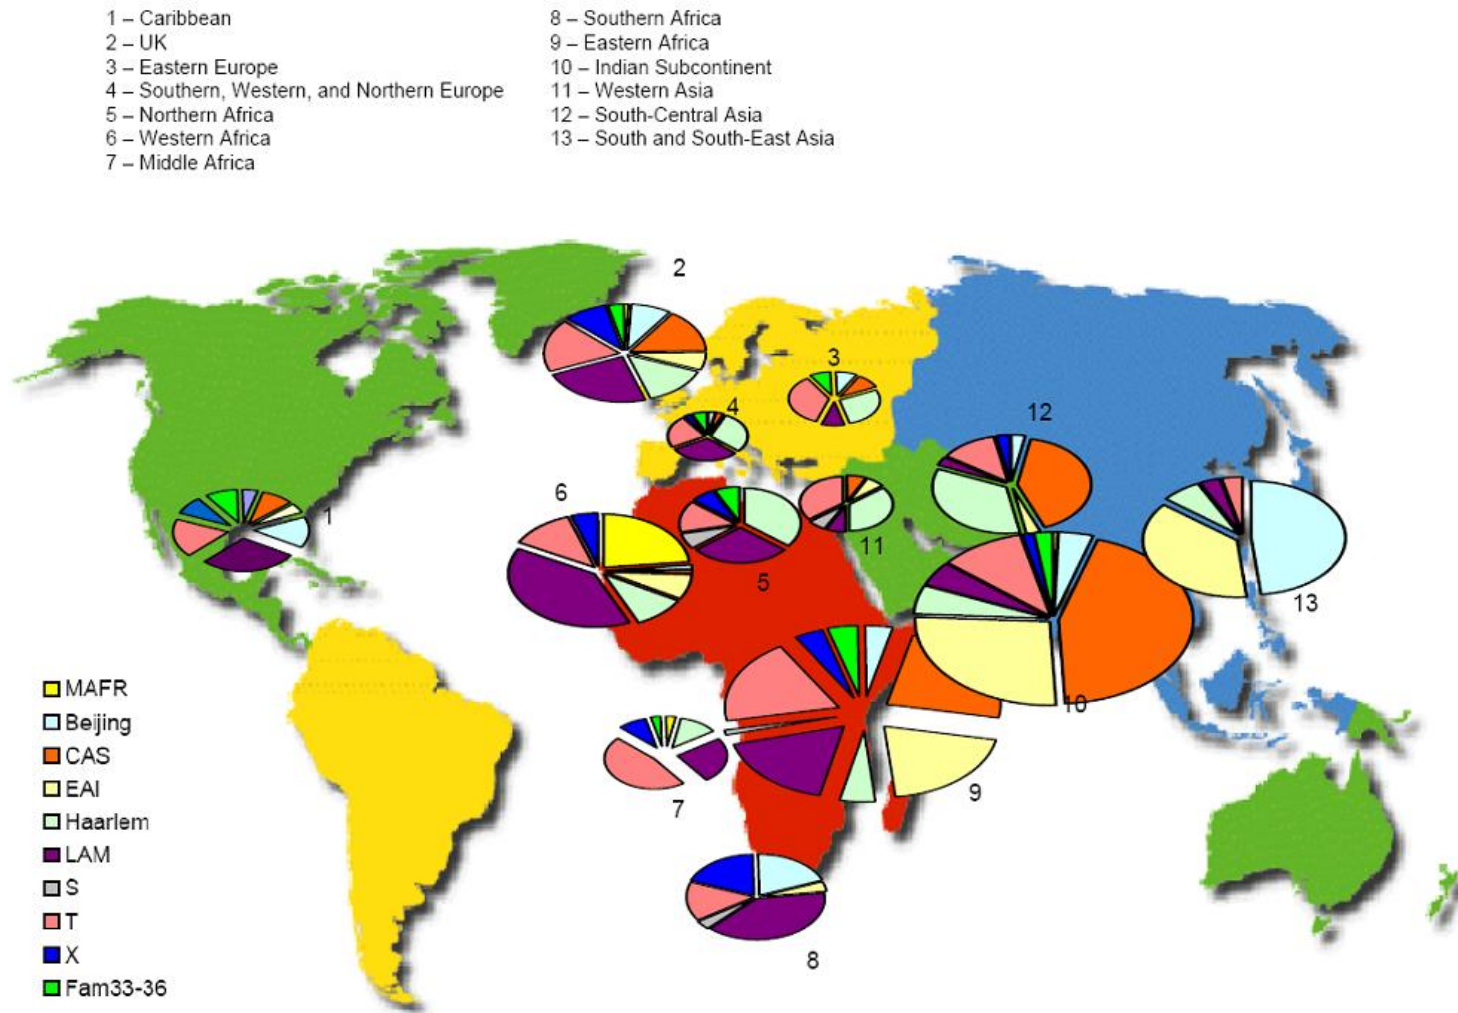 1 – Caribbean
2 – UK
3 – Eastern Europe
4 – Southern, Western, and Northern Europe
5 – Northern Africa
6 – Western Africa
7 – Middle Africa
8 – Southern Africa
9 – Eastern Africa
10 – Indian Subcontinent
11 – Western Asia
12 – South-Central Asia
13 – South and South-East Asia
2
3
4
12
6
1
11
5
13
10
9
7
8
MAFR
Beijing
CAS
EAI
Haarlem
LAM
S
T
X
Fam33-36